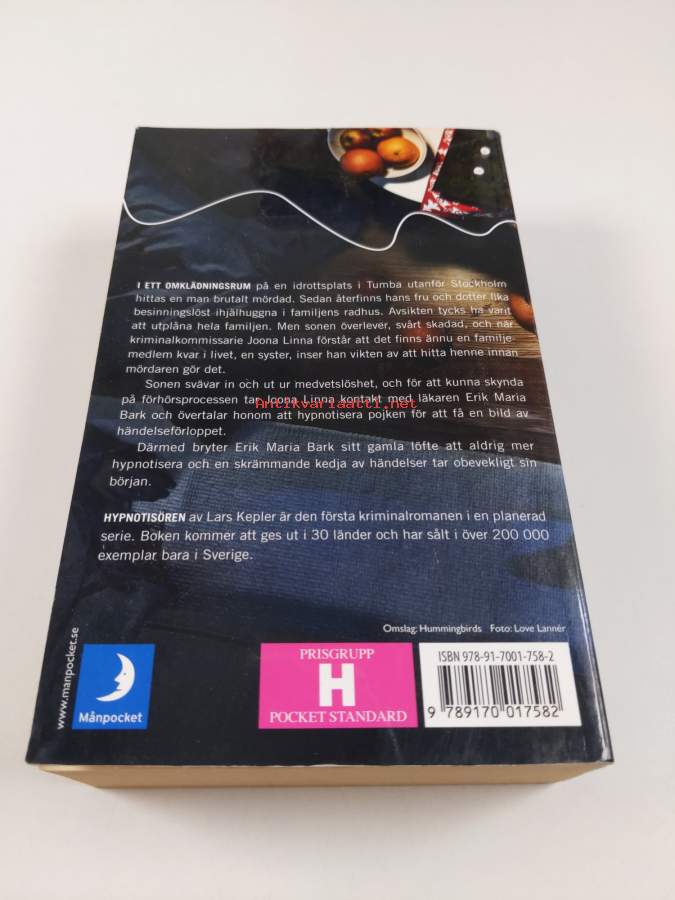 I ETT OMKLÄDNINGSRUM på en idrottsplats i Tumba utanför Stockholm
hittas en man brutalt mördad. Sedan återfinns hans fru och dotter lika
besinningslöst ihjälhuggna i familjens radhus. Avsikten tycks ha varit
att utplåna hela familjen. Men sonen överlever, svårt skadad, och när
kriminalkommissarie Joona Linna förstår att det finns ännu en familje-
medlem kvar i livet, en syster, inser han vikten av att hitta henne innan
mördaren gör det.
Sonen svävar in och ut ur medvetslöshet, och för att kunna skynda
på förhörsprocessen tar Joona Linna kontakt med läkaren Erik Maria
Antikvariaatti.net
Bark och övertalar honom att hypnotisera pojken för att få en bild av
händelseförloppet.
Därmed bryter Erik Maria Bark sitt gamla löfte att aldrig mer
hypnotisera och en skrämmande kedja av händelser tar obevekligt sin
början.
HYPNOTISÖREN av Lars Kepler är den första kriminalromanen i en planerad
serie. Boken kommer att ges ut i 30 länder och har sålt i över 200 000
exemplar bara i Sverige.
Omslag: Hummingbirds Foto: Love Lannér
www.manpocket.se
Månpocket
PRISGRUPP
H
POCKET STANDARD
ISBN 978-91-7001-758-2
9 789170 017582